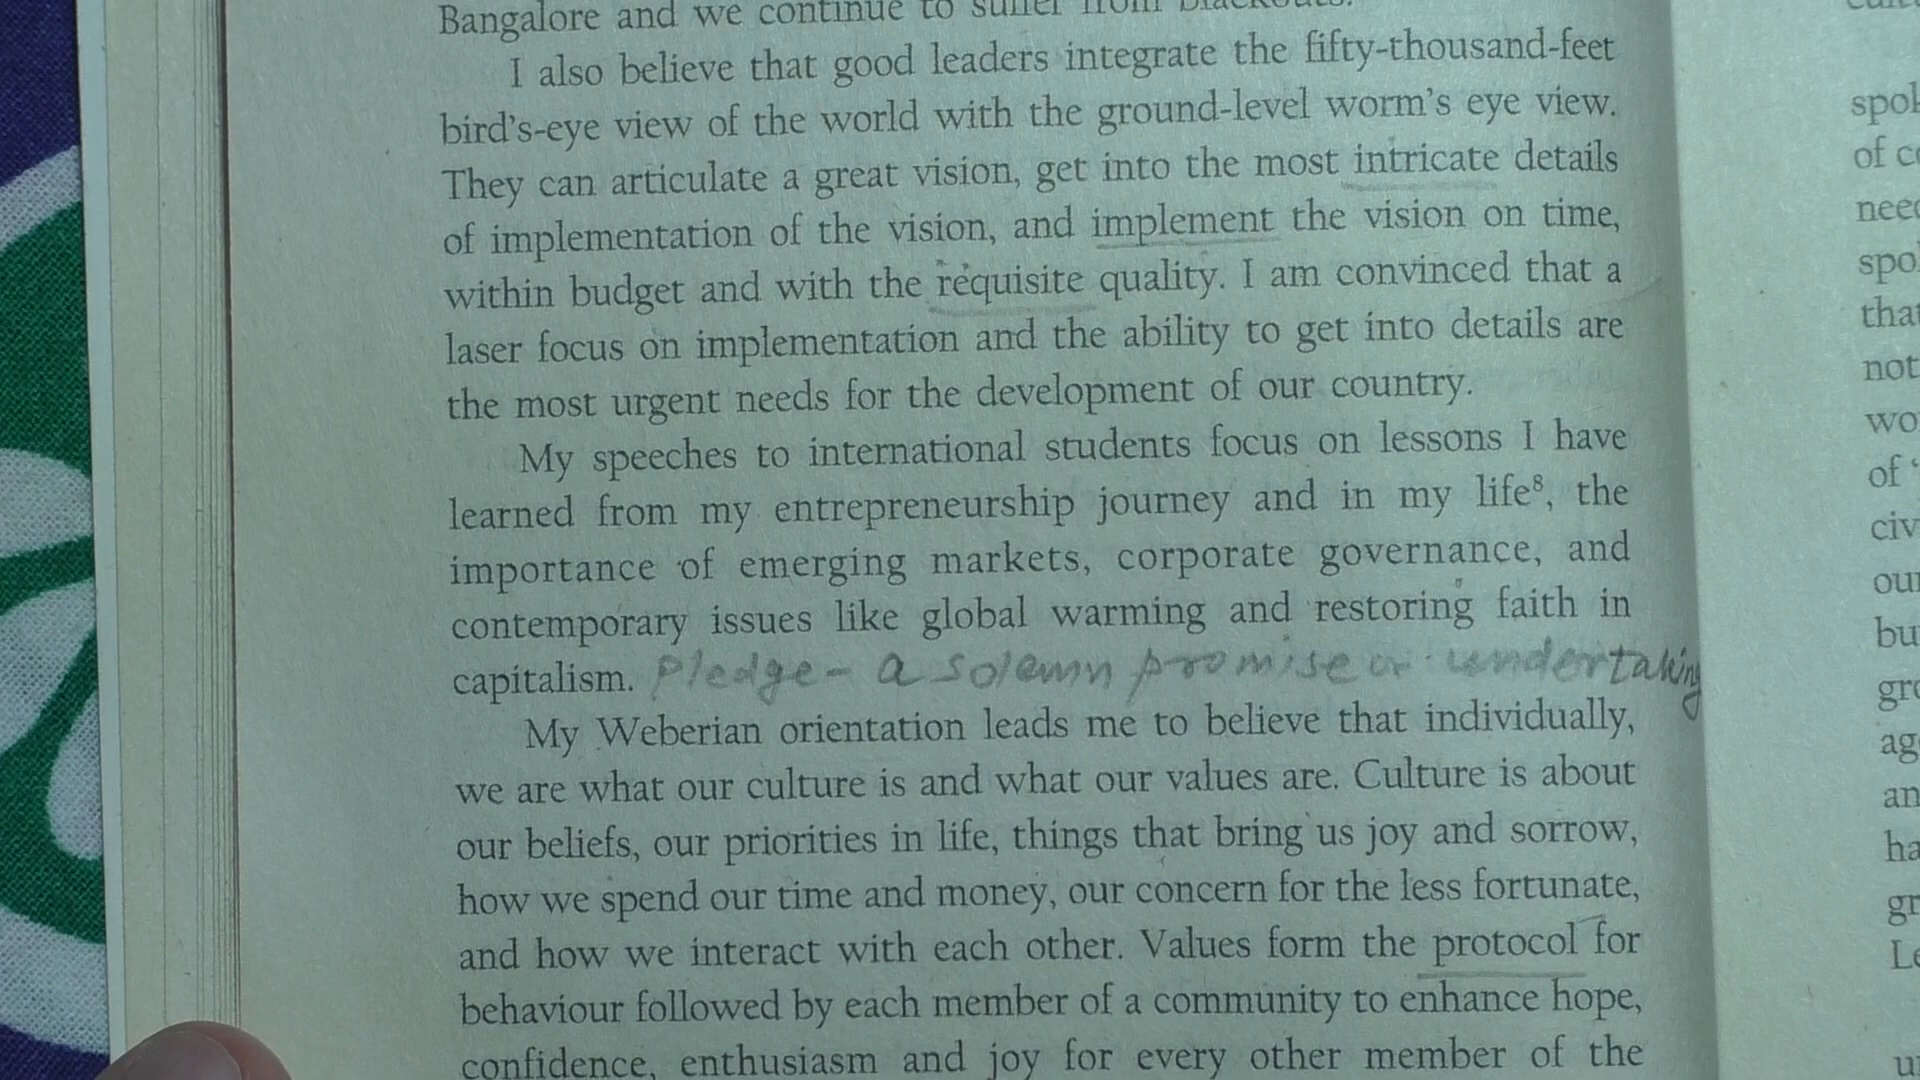 Bangalore and we continue to suffer from blackouts.
I also believe that good leaders integrate the fifty-thousand-feet
bird's-eye view of the world with the ground-level worm's eye view.
They can articulate a great vision, get into the most intricate details
of implementation of the vision, and implement the vision on time,
within budget and with the requisite quality. I am convinced that a
laser focus on implementation and the ability to get into details are
the most urgent needs for the development of our country.
My speeches to international students focus on lessons I have
learned from my entrepreneurship journey and in my life⁸, the
importance of emerging markets, corporate governance, and
contemporary issues like global warming and restoring faith in
capitalism. Pledge - a solemn promise or undertaking
My Weberian orientation leads me to believe that individually,
we are what our culture is and what our values are. Culture is about
our beliefs, our priorities in life, things that bring us joy and sorrow,
how we spend our time and money, our concern for the less fortunate,
and how we interact with each other. Values form the protocol for
behaviour followed by each member of a community to enhance hope,
confidence, enthusiasm and joy for every other member of the
of
not
of
an